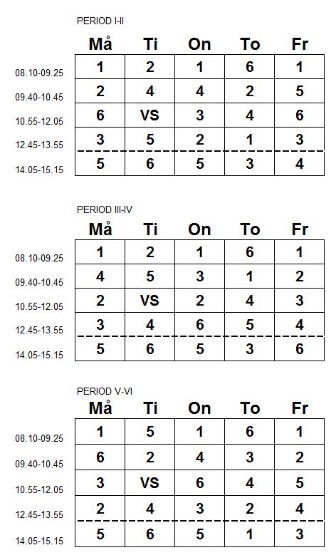 PERIOD I-II
Må Ti On To Fr
08.10-09.25 1 2 1 6 1
09.40-10.45 2 4 4 2 5
10.55-12.05 6 VS 3 4 6
12.45-13.55 3 5 2 1 3
14.05-15.15 5 6 5 3 4
PERIOD III-IV
Må Ti On To Fr
08.10-09.25 1 2 1 6 1
09.40-10.45 4 5 3 1 2
10.55-12.05 2 VS 2 4 3
12.45-13.55 3 4 6 5 4
14.05-15.15 5 6 5 3 6
PERIOD V-VI
Må Ti On To Fr
08.10-09.25 1 5 1 6 1
09.40-10.45 6 2 4 3 2
10.55-12.05 3 VS 6 4 5
12.45-13.55 2 4 3 2 4
14.05-15.15 5 6 5 1 3